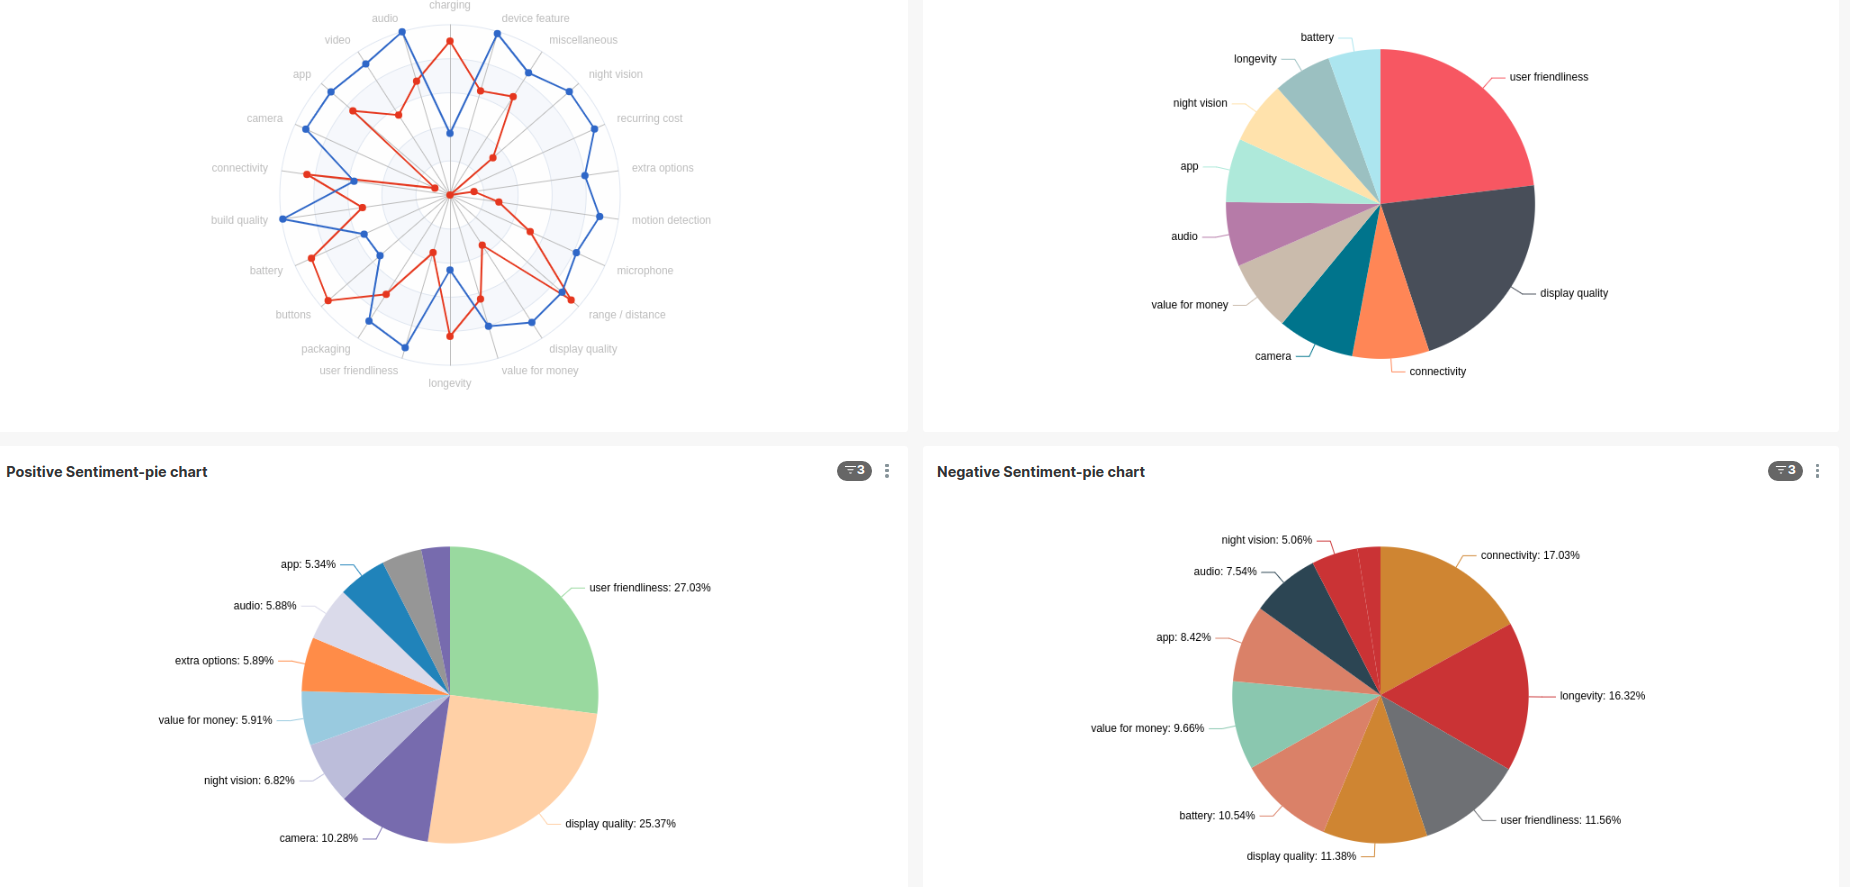 charging
audio
device feature
video
miscellaneous
app
night vision
camera
recurring cost
connectivity
extra options
build quality
motion detection
battery
microphone
buttons
range / distance
packaging
display quality
user friendliness
value for money
longevity
battery
longevity
user friendliness
night vision
app
audio
display quality
value for money
camera
connectivity
Positive Sentiment-pie chart
3
app: 5.34%
user friendliness: 27.03%
audio: 5.88%
extra options: 5.89%
value for money: 5.91%
night vision: 6.82%
display quality: 25.37%
camera: 10.28%
Negative Sentiment-pie chart
3
night vision: 5.06%
connectivity: 17.03%
audio: 7.54%
app: 8.42%
longevity: 16.32%
value for money: 9.66%
battery: 10.54%
user friendliness: 11.56%
display quality: 11.38%